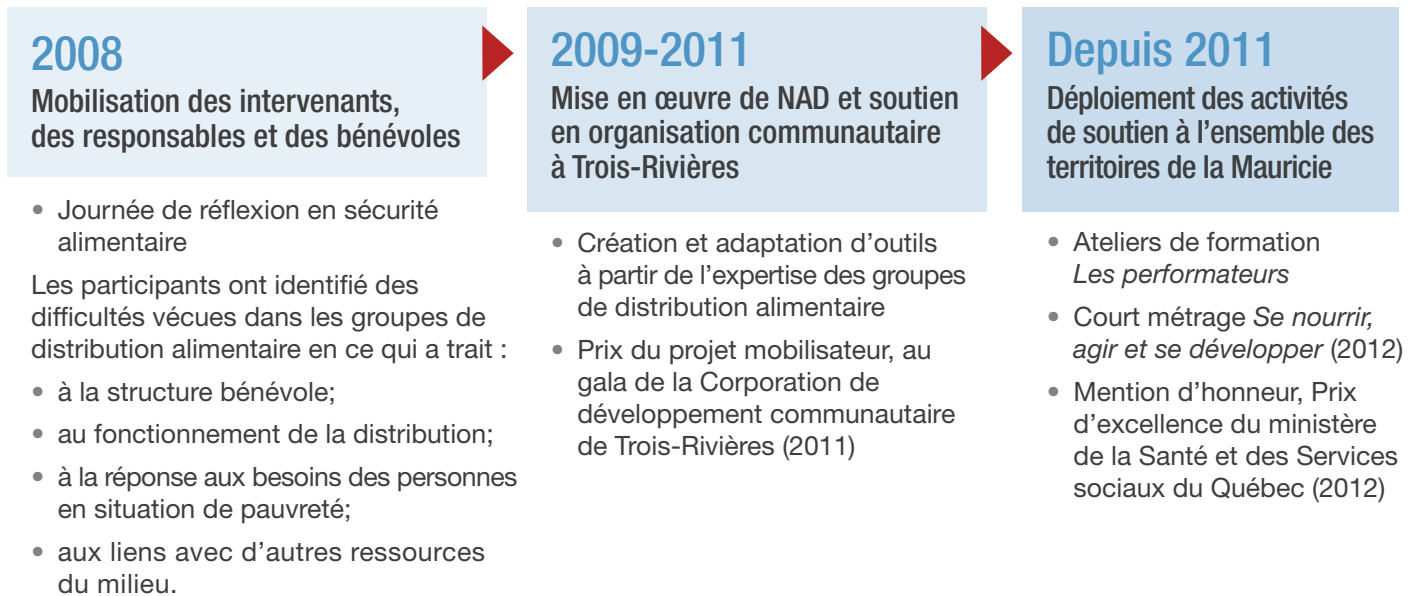 2008
Mobilisation des intervenants,
des responsables et des bénévoles
• Journée de réflexion en sécurité
alimentaire
Les participants ont identifié des
difficultés vécues dans les groupes de
distribution alimentaire en ce qui a trait :
• à la structure bénévole;
• au fonctionnement de la distribution;
• à la réponse aux besoins des personnes
en situation de pauvreté;
• aux liens avec d’autres ressources
du milieu.
2009-2011
Mise en œuvre de NAD et soutien
en organisation communautaire
à Trois-Rivières
• Création et adaptation d’outils
à partir de l’expertise des groupes
de distribution alimentaire
• Prix du projet mobilisateur, au
gala de la Corporation de
développement communautaire
de Trois-Rivières (2011)
Depuis 2011
Déploiement des activités
de soutien à l’ensemble des
territoires de la Mauricie
• Ateliers de formation
Les performateurs
• Court métrage Se nourrir,
agir et se développer (2012)
• Mention d’honneur, Prix
d’excellence du ministère
de la Santé et des Services
sociaux du Québec (2012)